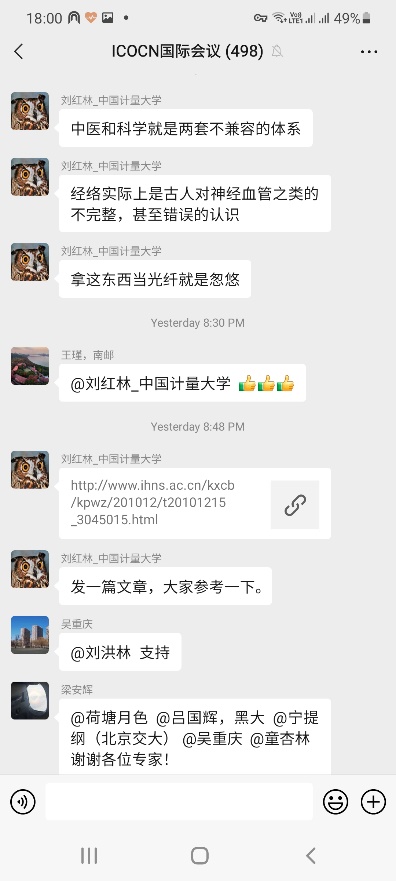 18:00
49%
ICOCN国际会议 (498)
刘红林_中国计量大学
中医和科学就是两套不兼容的体系
刘红林_中国计量大学
经络实际上是古人对神经血管之类的
不完整，甚至错误的认识
刘红林_中国计量大学
拿这东西当光纤就是忽悠
Yesterday 8:30 PM
王瑾，南邮
@刘红林_中国计量大学 👍👍👍
Yesterday 8:48 PM
刘红林_中国计量大学
http://www.ihns.ac.cn/kxcb
/kpwz/201012/t20101215
_3045015.html
刘红林_中国计量大学
发一篇文章，大家参考一下。
吴重庆
@刘洪林 支持
梁安辉
@荷塘月色 @吕国辉，黑大 @宁提
纲（北京交大） @吴重庆 @童杏林
谢谢各位专家！